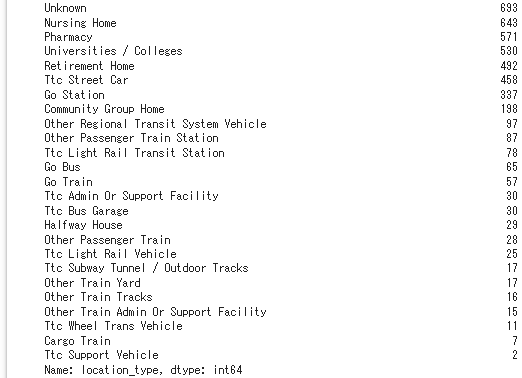 Unknown 693
Nursing Home 643
Pharmacy 571
Universities / Colleges 530
Retirement Home 492
Ttc Street Car 458
Go Station 337
Community Group Home 198
Other Regional Transit System Vehicle 97
Other Passenger Train Station 87
Ttc Light Rail Transit Station 78
Go Bus 65
Go Train 57
Ttc Admin Or Support Facility 30
Ttc Bus Garage 30
Halfway House 29
Other Passenger Train 28
Ttc Light Rail Vehicle 25
Ttc Subway Tunnel / Outdoor Tracks 17
Other Train Yard 17
Other Train Tracks 16
Other Train Admin Or Support Facility 15
Ttc Wheel Trans Vehicle 11
Cargo Train 7
Ttc Support Vehicle 2
Name: location_type, dtype: int64